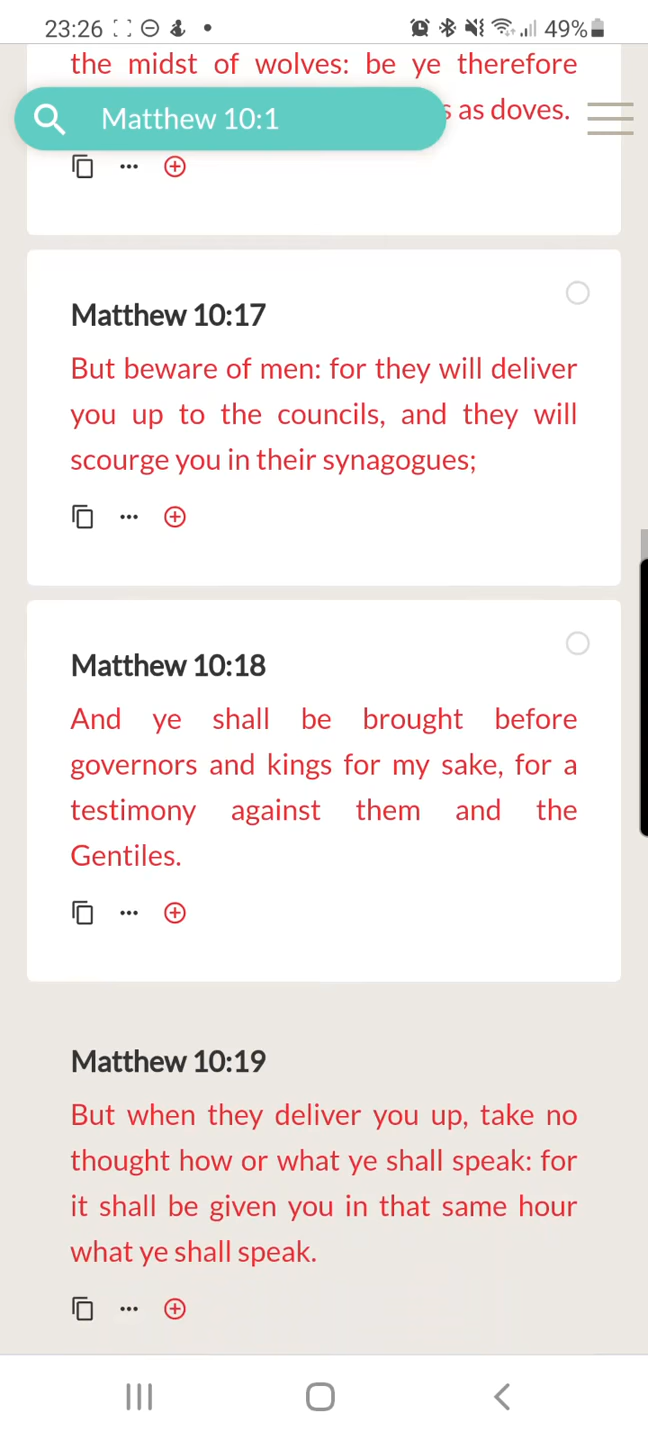 23:26
49%
the midst of wolves: be ye therefore
Matthew 10:1
as doves.
Matthew 10:17
But beware of men: for they will deliver
you up to the councils, and they will
scourge you in their synagogues;
Matthew 10:18
And ye shall be brought before
governors and kings for my sake, for a
testimony against them and the
Gentiles.
Matthew 10:19
But when they deliver you up, take no
thought how or what ye shall speak: for
it shall be given you in that same hour
what ye shall speak.